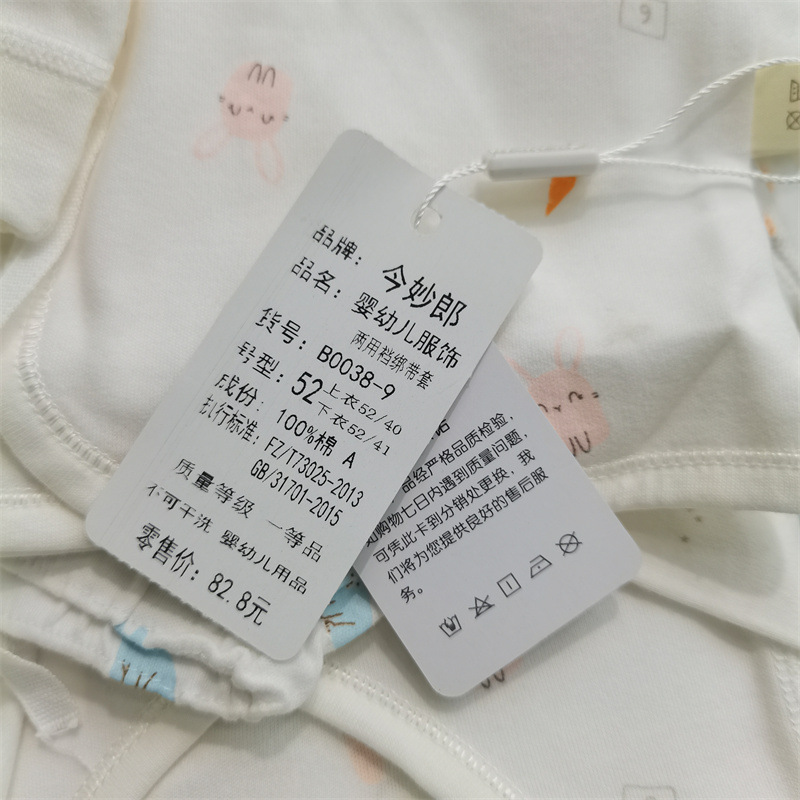 品牌: 今妙郎
品名: 婴幼儿服饰
两用裆绑带套
货号: B0038-9
号型: 52 上衣52/40
下衣52/41
成份: 100%棉 A
执行标准: FZ/T73025-2013
GB/31701-2015
质量等级 一等品
不可干洗 婴幼儿用品
零售价: 82.8元
品经严格品质检验,
购物七日内遇到质量问题,
可凭此卡到分销处更换,我
们将为您提供良好的售后服
务。
9